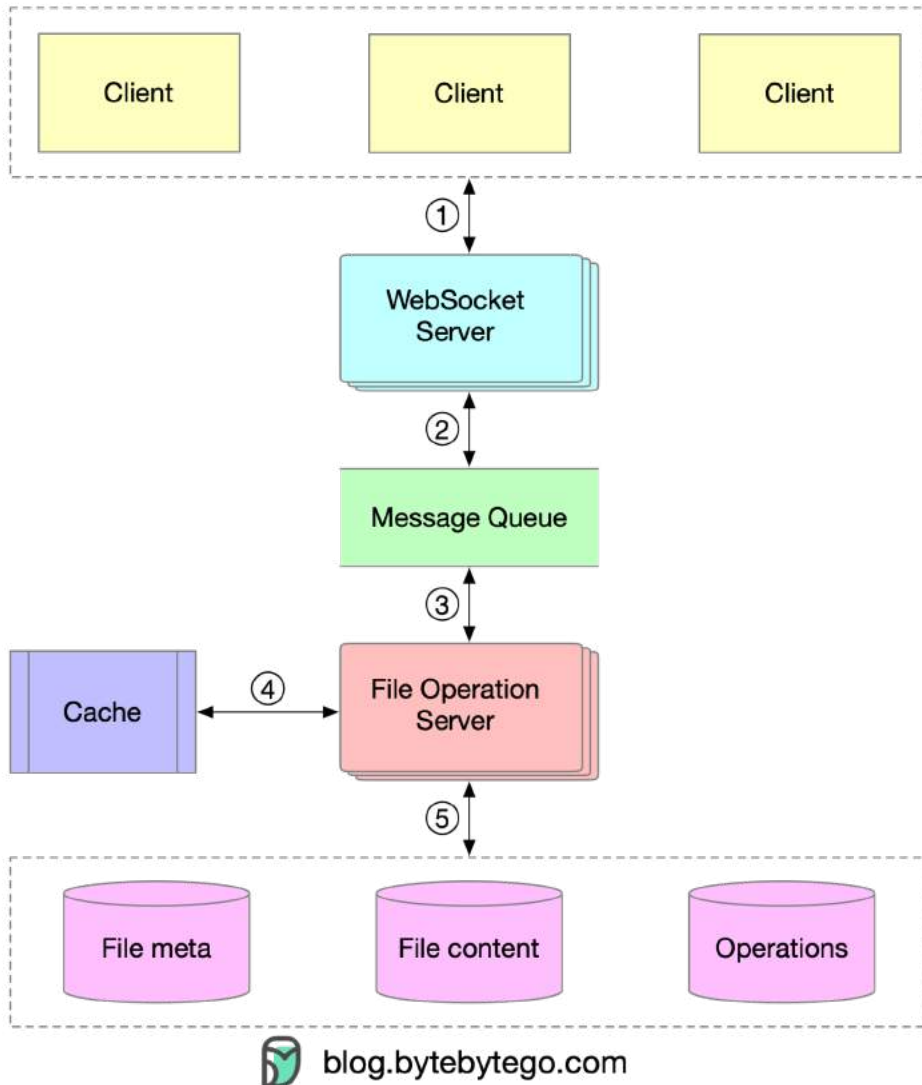 Client
Client
Client
①
WebSocket
Server
②
Message Queue
③
Cache
④
File Operation
Server
⑤
File meta
File content
Operations
blog.bytebytego.com